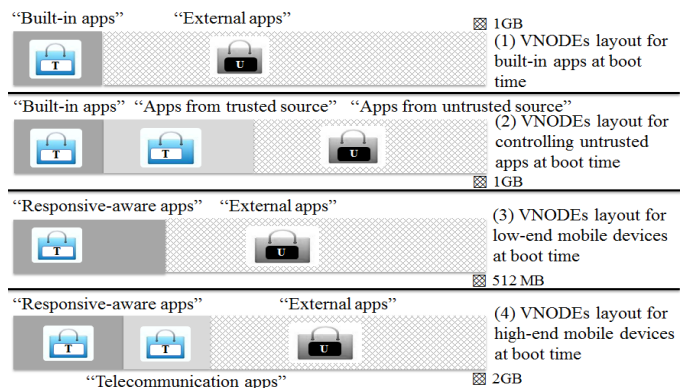 “Built-in apps” “External apps” 1GB
T U
(1) VNODEs layout for
built-in apps at boot
time
“Built-in apps” “Apps from trusted source” “Apps from untrusted source”
T T U
(2) VNODEs layout for
controlling untrusted
apps at boot time
1GB
“Responsive-aware apps” “External apps”
T U
(3) VNODEs layout for
low-end mobile devices
at boot time
512 MB
“Responsive-aware apps” “External apps”
T T U
(4) VNODEs layout for
high-end mobile devices
at boot time
“Telecommunication apps” 2GB